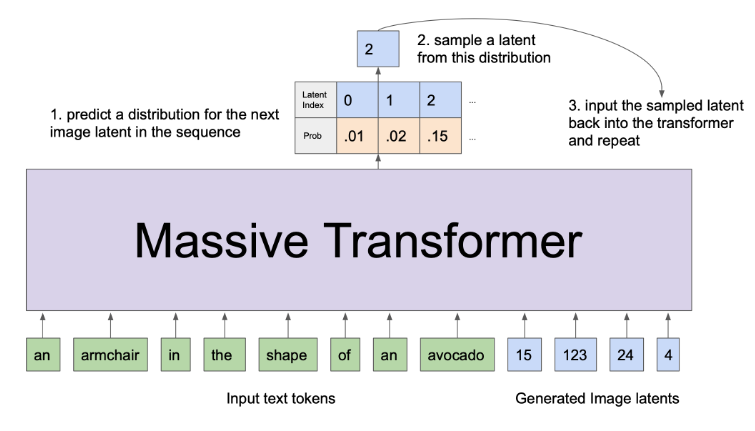 2
2. sample a latent
from this distribution
1. predict a distribution for the next
image latent in the sequence
Latent Index 0 1 2 ...
Prob .01 .02 .15 ...
3. input the sampled latent
back into the transformer
and repeat
Massive Transformer
an armchair in the shape of an avocado 15 123 24 4
Input text tokens
Generated Image latents